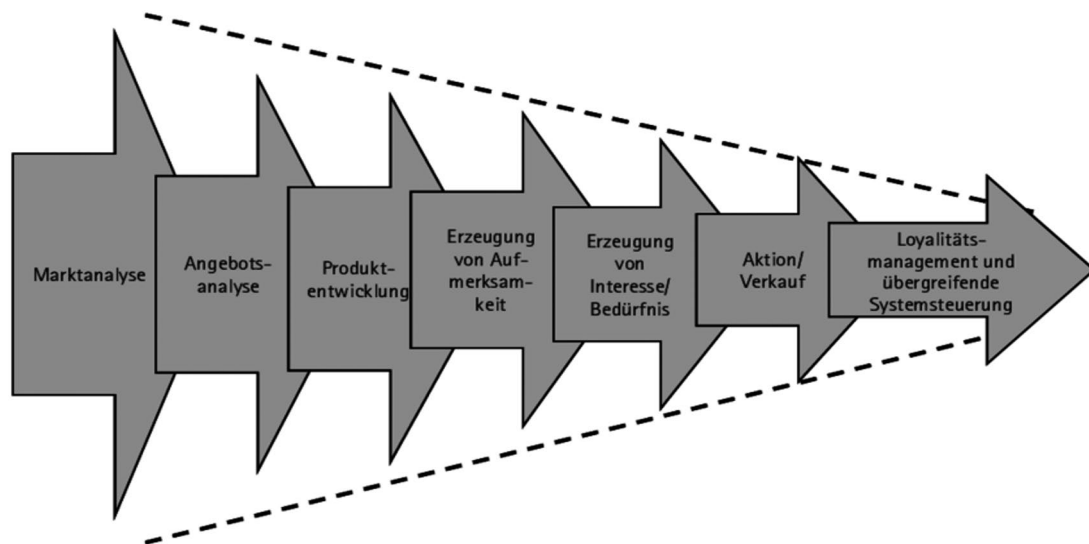 Marktanalyse
Angebots-
analyse
Produkt-
entwicklung
Erzeugung
von Auf-
merksam-
keit
Erzeugung
von
Interesse/
Bedürfnis
Aktion/
Verkauf
Loyalitäts-
management und
übergreifende
Systemsteuerung